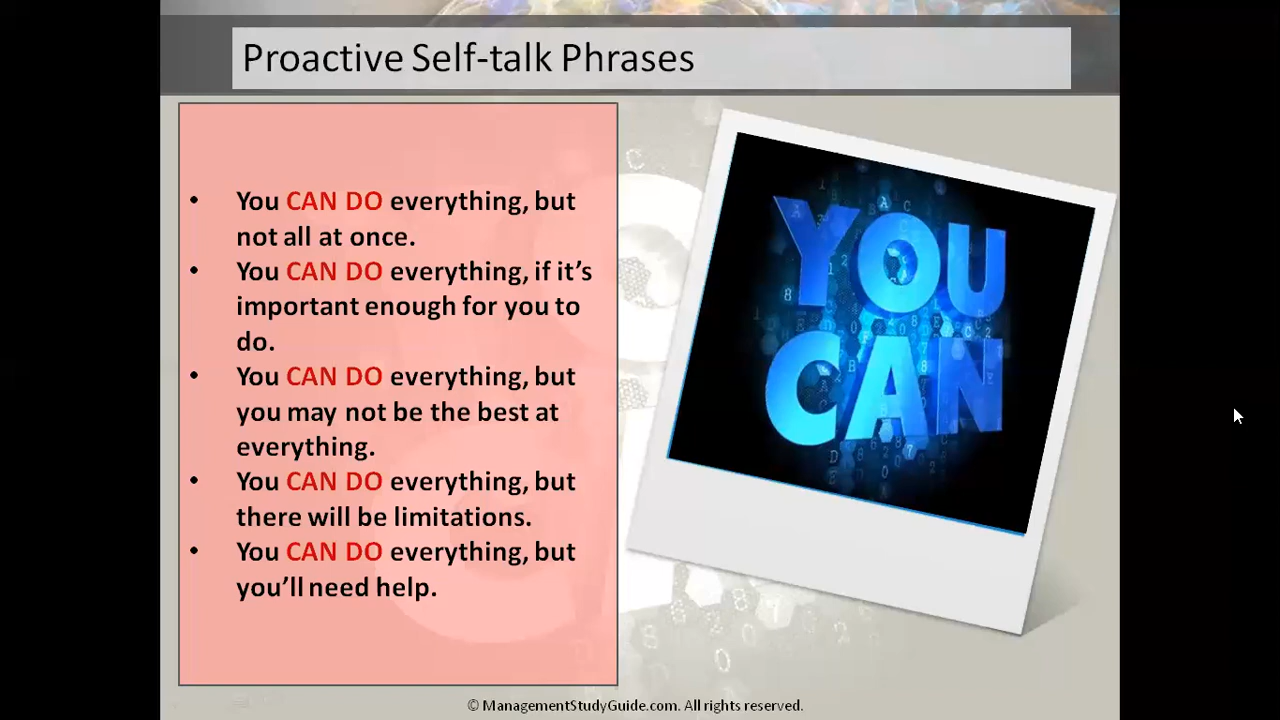 Proactive Self-talk Phrases
• You CAN DO everything, but
not all at once.
• You CAN DO everything, if it’s
important enough for you to
do.
• You CAN DO everything, but
you may not be the best at
everything.
• You CAN DO everything, but
there will be limitations.
• You CAN DO everything, but
you’ll need help.
YOU
CAN
© ManagementStudyGuide.com. All rights reserved.